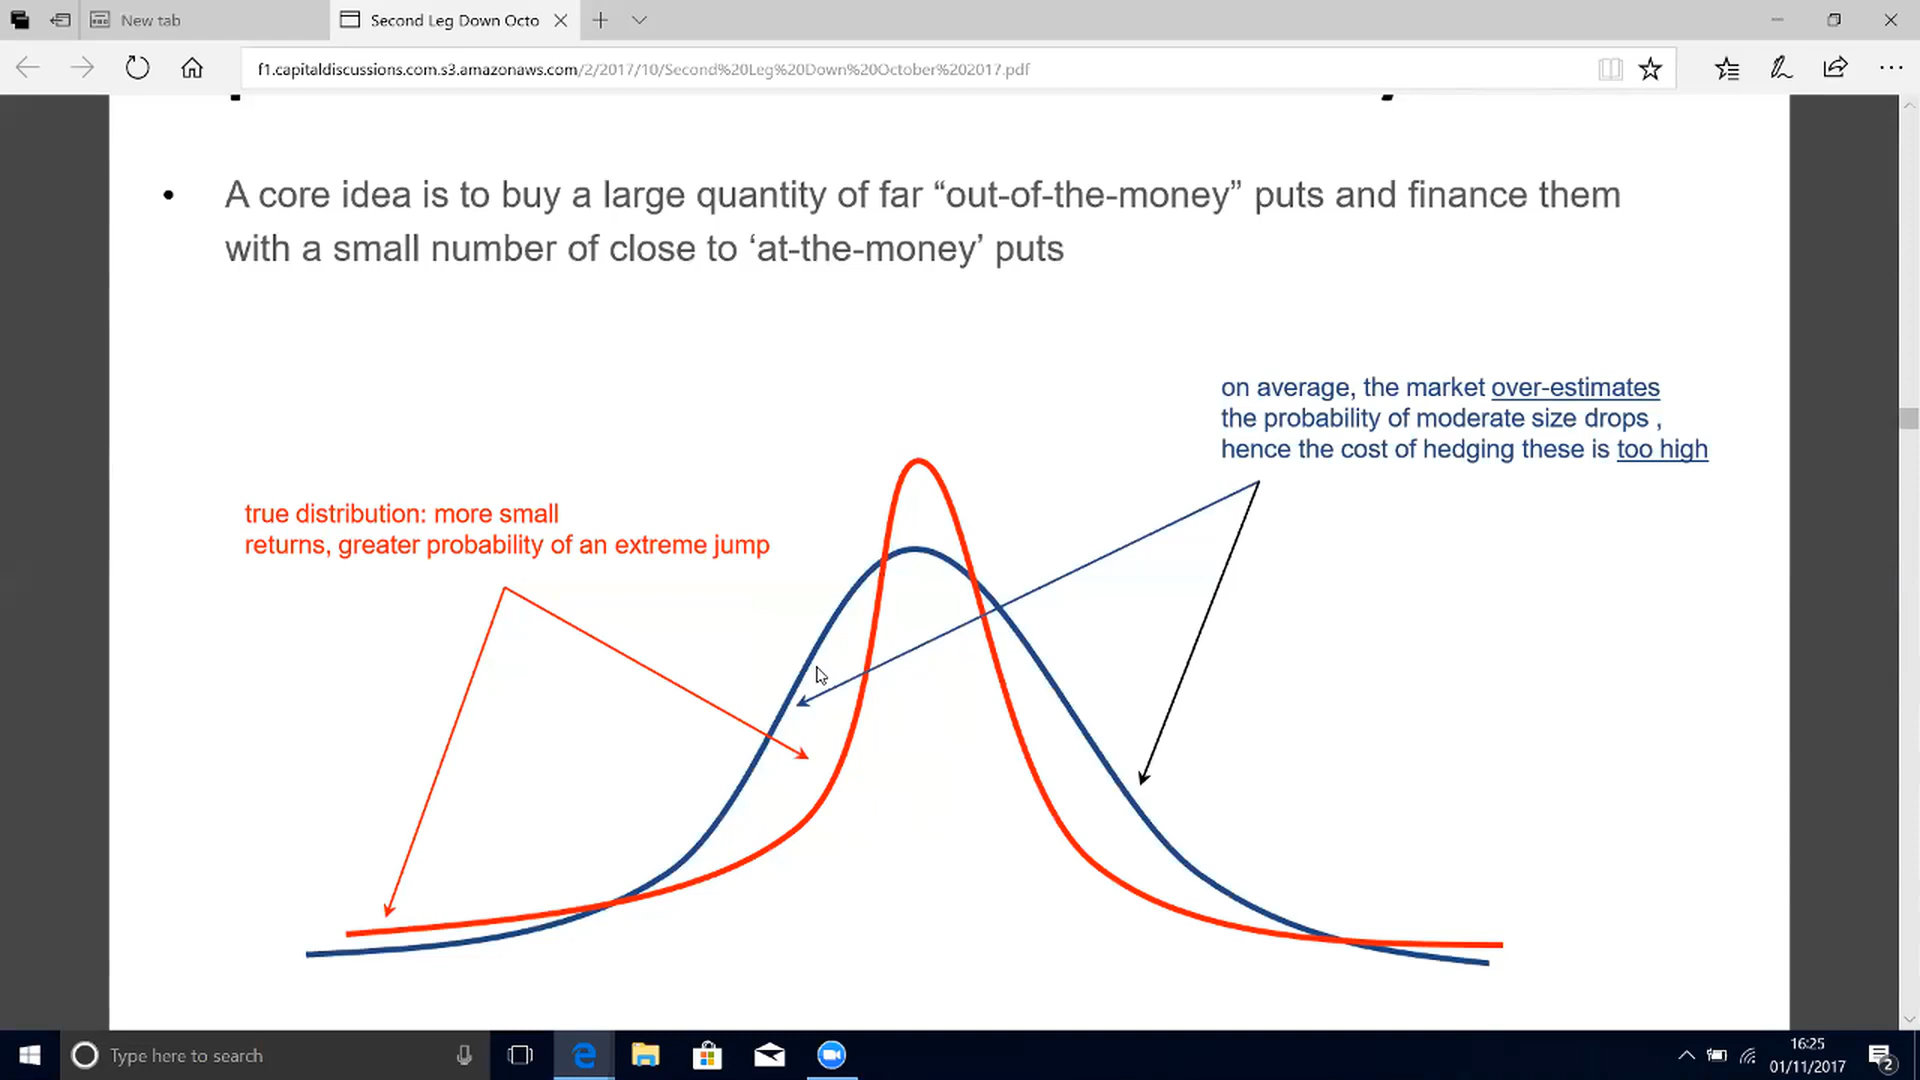 New tab
Second Leg Down Octo
f1.capitaldiscussions.com.s3.amazonaws.com/2/2017/10/Second%20Leg%20Down%20October%202017.pdf
• A core idea is to buy a large quantity of far “out-of-the-money” puts and finance them
with a small number of close to ‘at-the-money’ puts
on average, the market over-estimates
the probability of moderate size drops ,
hence the cost of hedging these is too high
true distribution: more small
returns, greater probability of an extreme jump
Type here to search
16:25
01/11/2017
2